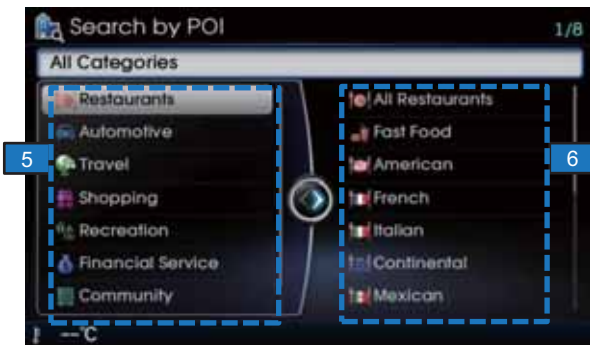 Search by POI
1/8
All Categories
Restaurants
Automotive
Travel
Shopping
Recreation
Financial Service
Community
All Restaurants
Fast Food
American
French
Italian
Continental
Mexican
5
6
--°C